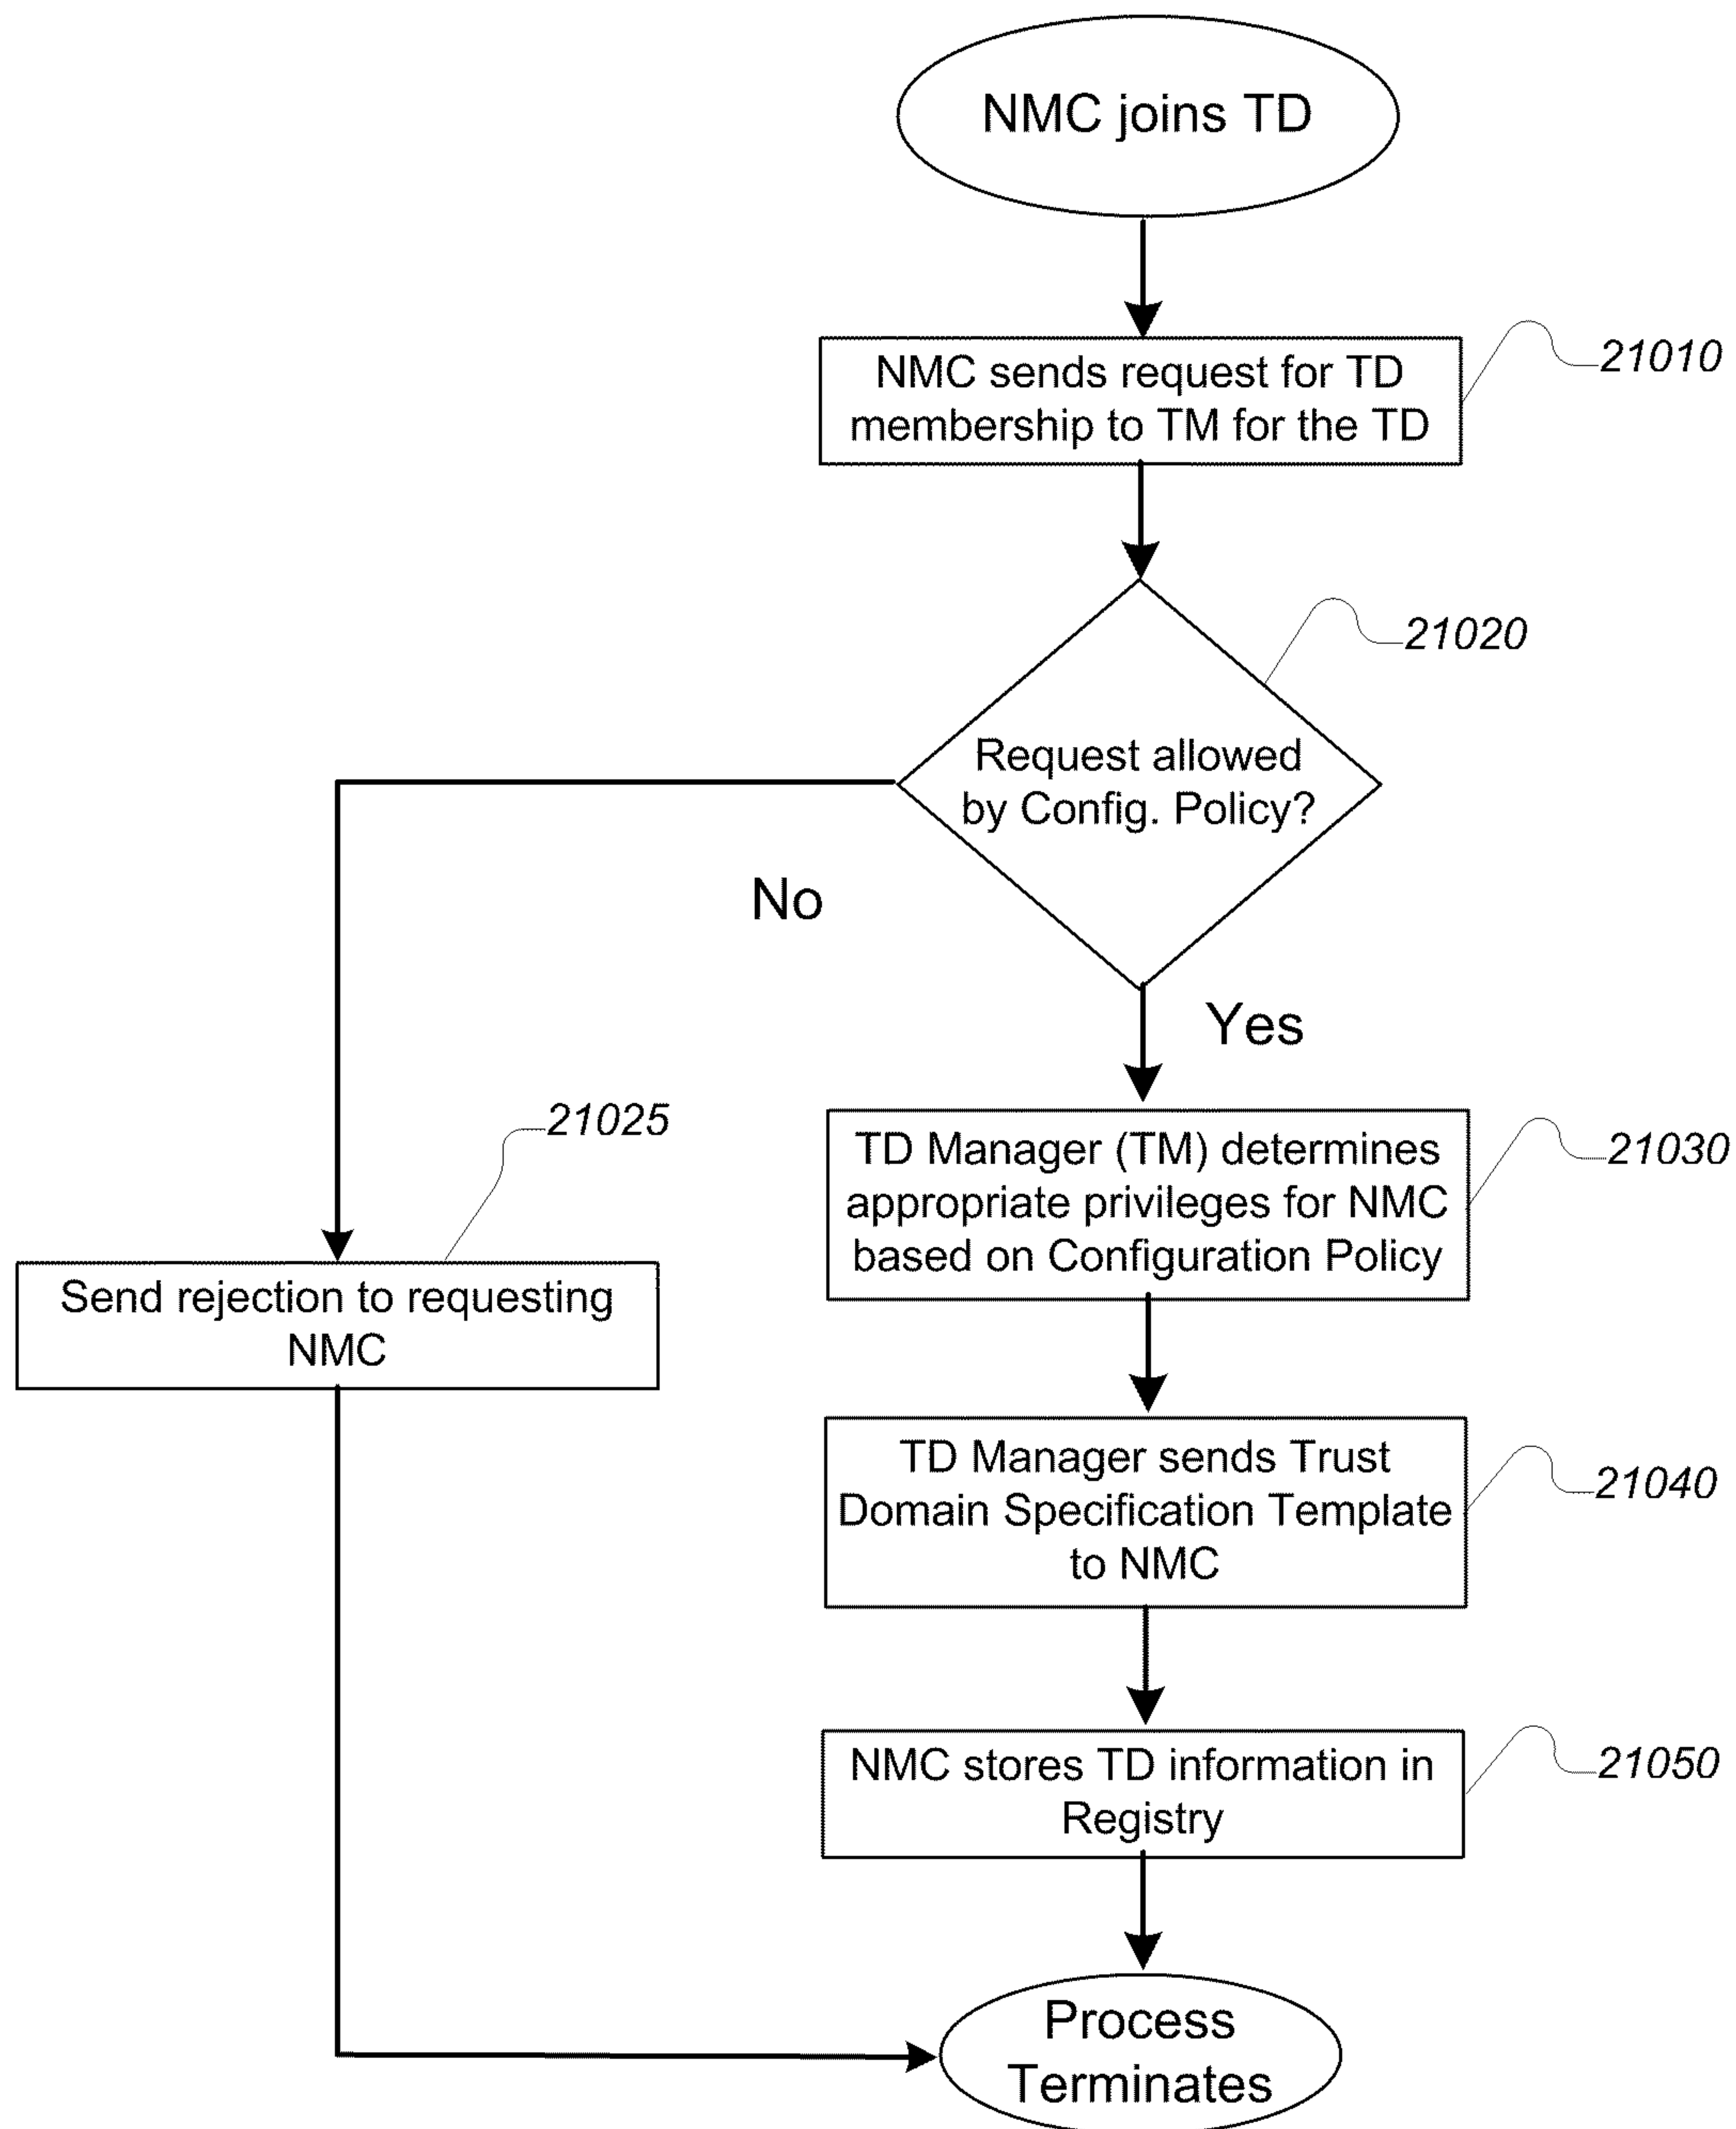 NMC joins TD
NMC sends request for TD
membership to TM for the TD
21010
21020
Request allowed
by Config. Policy?
No
Yes
21025
Send rejection to requesting
NMC
TD Manager (TM) determines
appropriate privileges for NMC
based on Configuration Policy
21030
TD Manager sends Trust
Domain Specification Template
to NMC
21040
NMC stores TD information in
Registry
21050
Process
Terminates